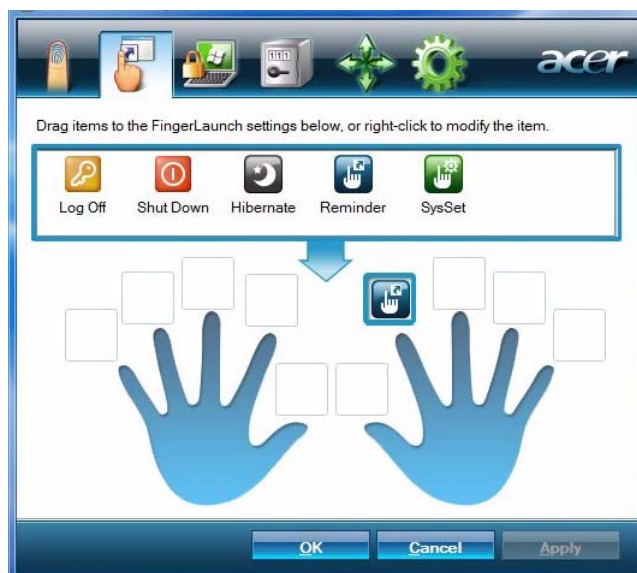 acer
Drag items to the FingerLaunch settings below, or right-click to modify the item.
Log Off Shut Down Hibernate Reminder SysSet
OK Cancel Apply